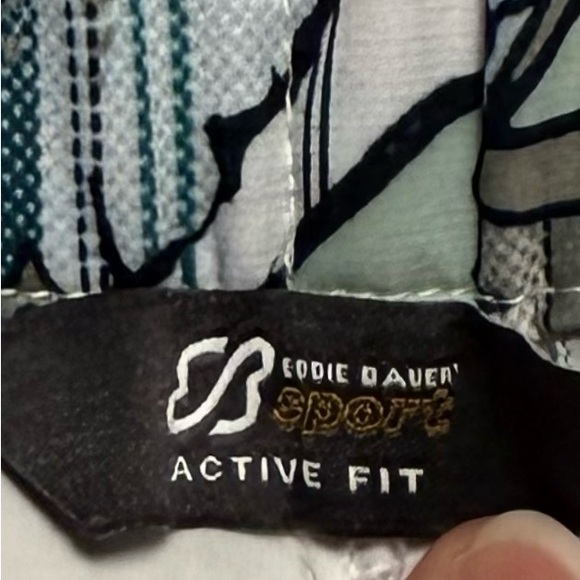 EDDIE BAUER
sport
ACTIVE FIT